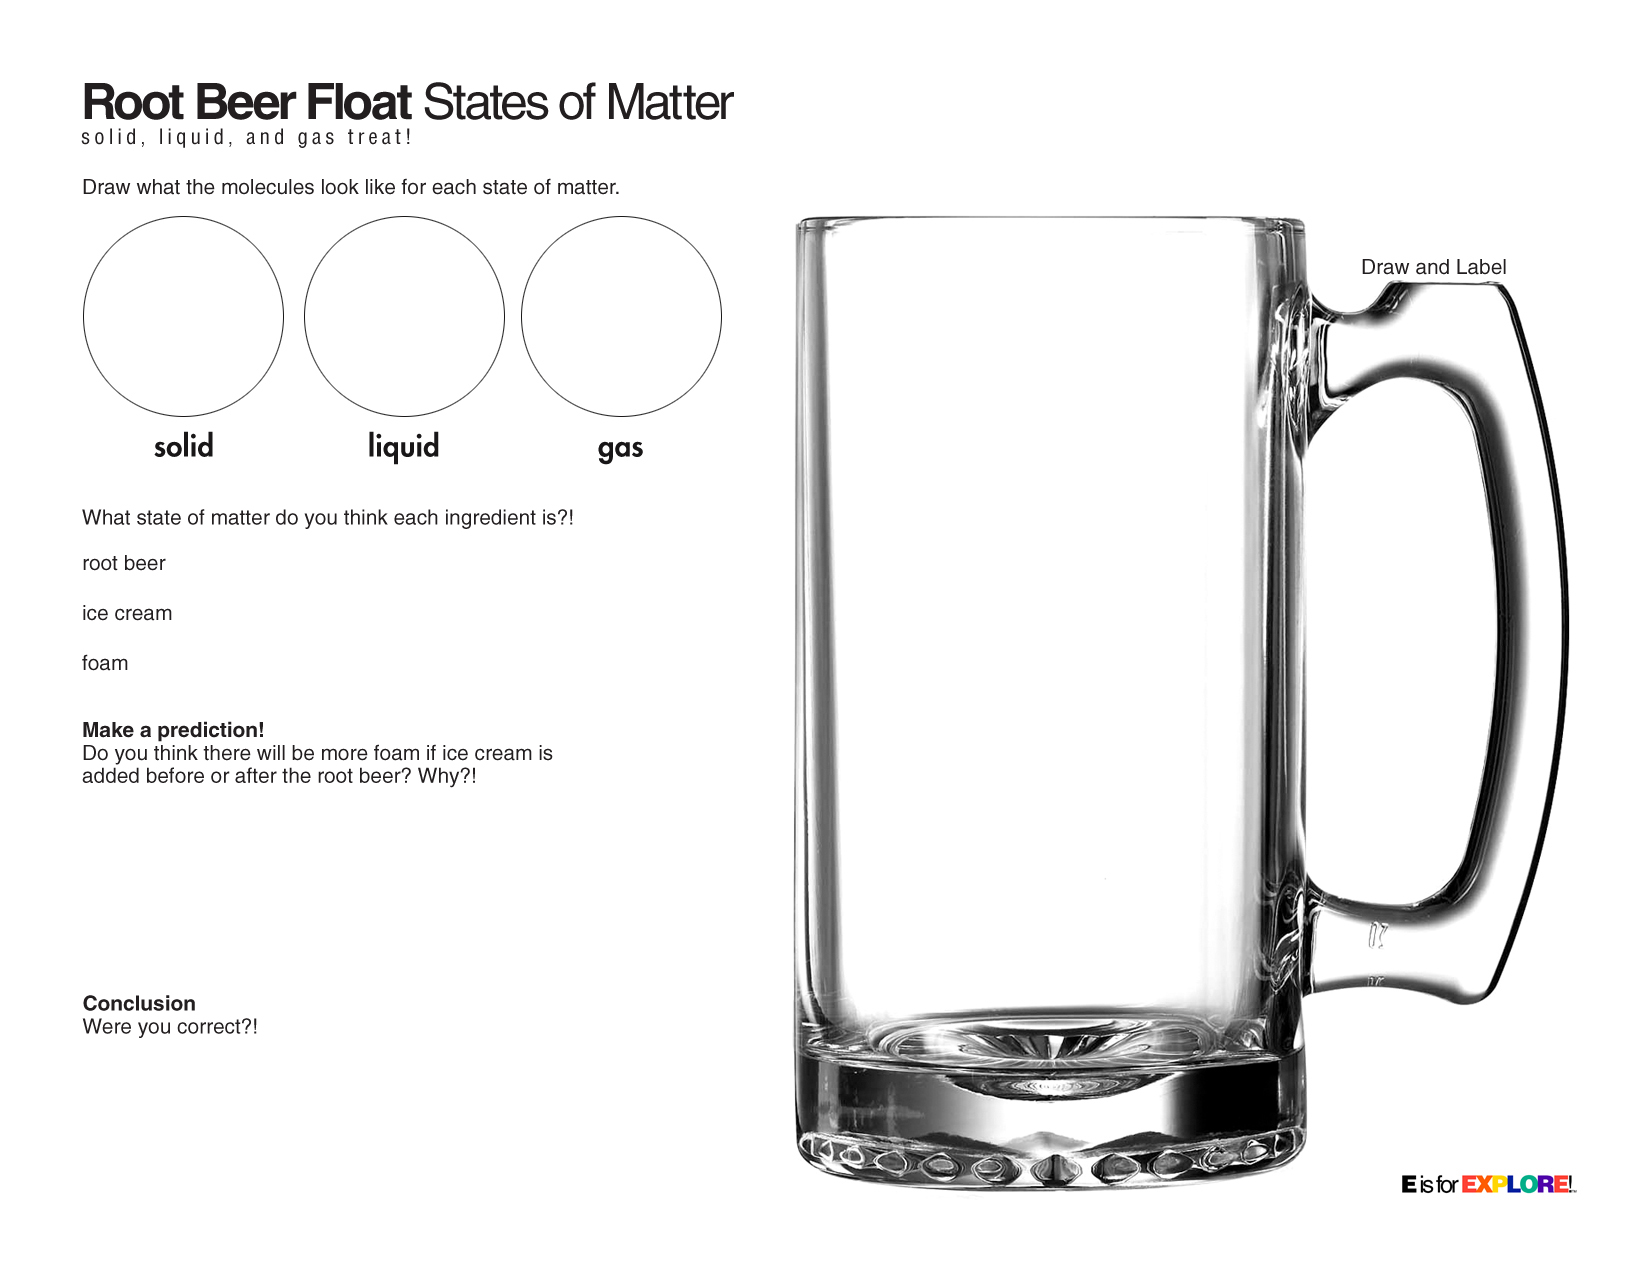 Root Beer Float States of Matter
solid, liquid, and gas treat!
Draw what the molecules look like for each state of matter.
solid
liquid
gas
What state of matter do you think each ingredient is?!
root beer
ice cream
foam
Make a prediction!
Do you think there will be more foam if ice cream is
added before or after the root beer? Why?!
Conclusion
Were you correct?!
Draw and Label
E is for EXPLORE!